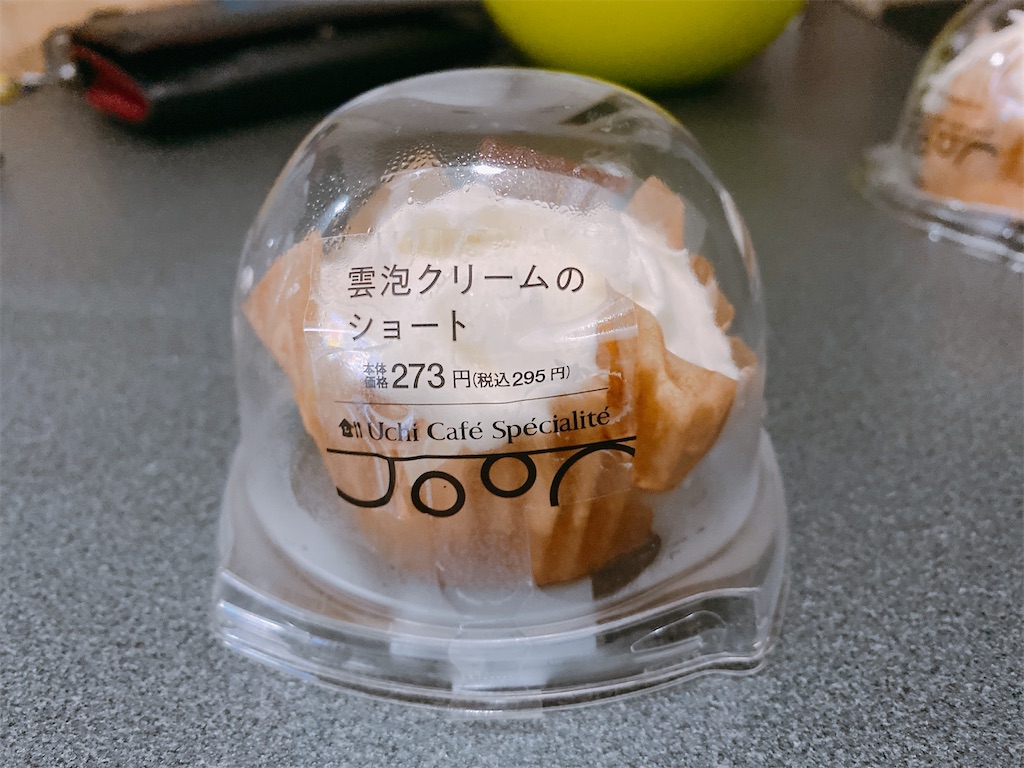 雲泡クリームの
ショート
本体価格 273 円(税込 295 円)
Uchi Café Spécialité